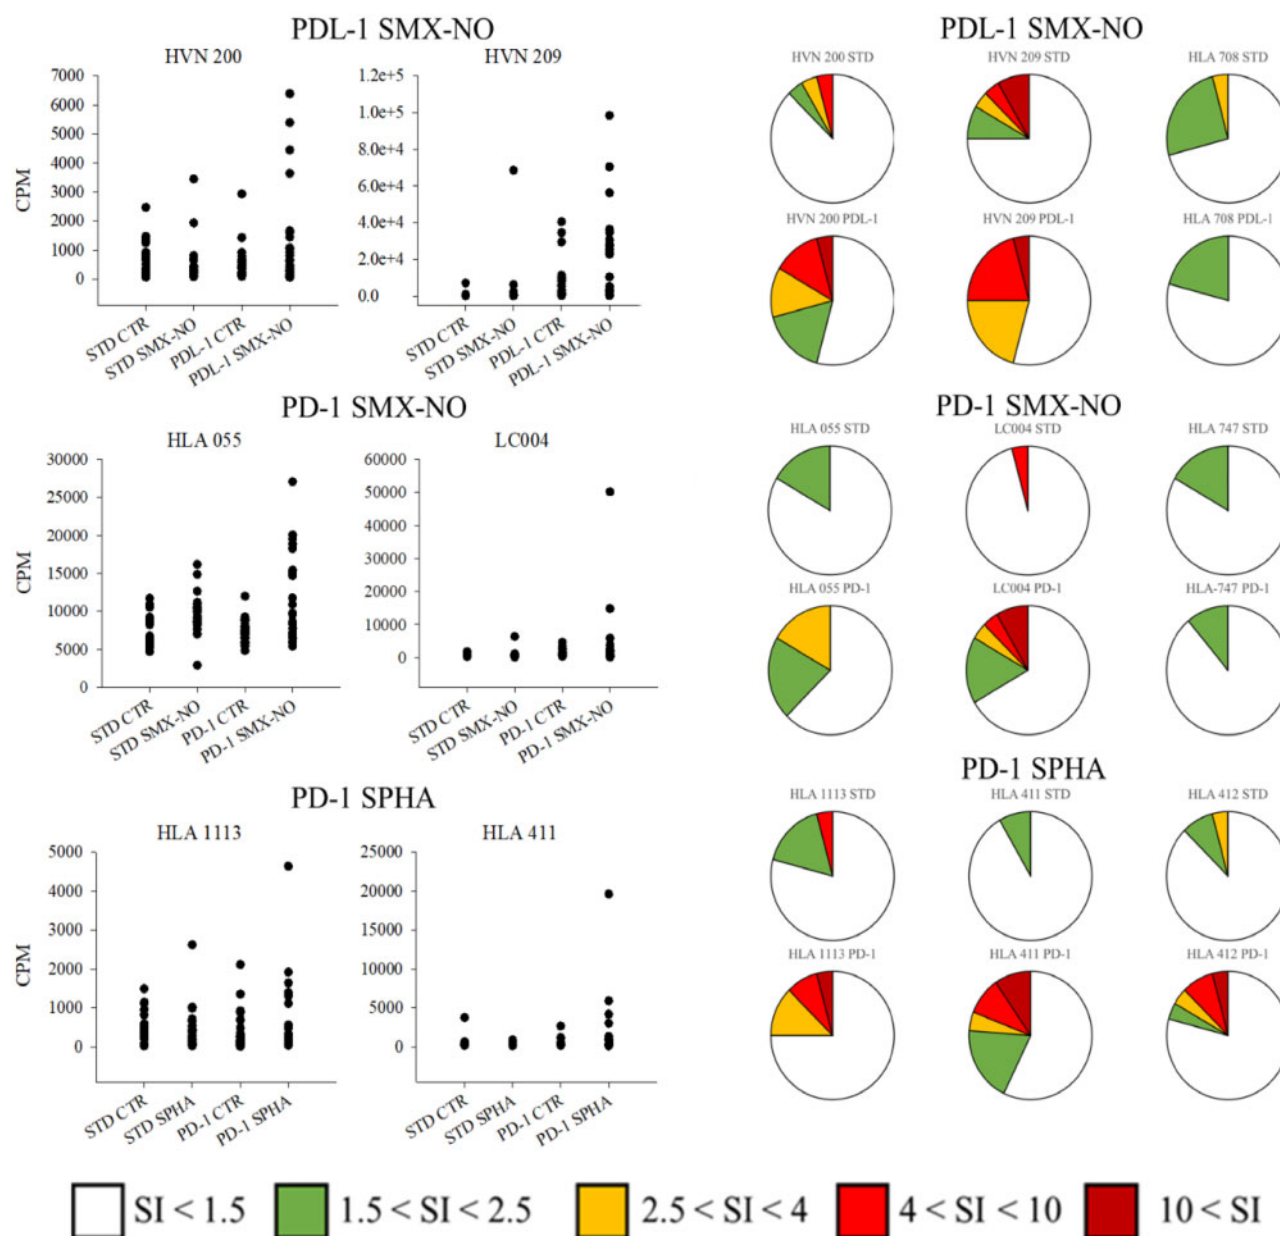 PDL-1 SMX-NO
HVN 200
HVN 209
CPM
7000
6000
5000
4000
3000
2000
1000
0
1.2e+5
1.0e+5
8.0e+4
6.0e+4
4.0e+4
2.0e+4
0.0
STD CTR
STD SMX-NO
PDL-1 CTR
PDL-1 SMX-NO
STD CTR
STD SMX-NO
PDL-1 CTR
PDL-1 SMX-NO
PD-1 SMX-NO
HLA 055
LC004
CPM
30000
25000
20000
15000
10000
5000
0
60000
50000
40000
30000
20000
10000
0
STD CTR
STD SMX-NO
PD-1 CTR
PD-1 SMX-NO
STD CTR
STD SMX-NO
PD-1 CTR
PD-1 SMX-NO
PD-1 SPHA
HLA 1113
HLA 411
CPM
5000
4000
3000
2000
1000
0
25000
20000
15000
10000
5000
0
STD CTR
STD SPHA
PD-1 CTR
PD-1 SPHA
STD CTR
STD SPHA
PD-1 CTR
PD-1 SPHA
PDL-1 SMX-NO
HVN 200 STD
HVN 209 STD
HLA 708 STD
HVN 200 PDL-1
HVN 209 PDL-1
HLA 708 PDL-1
PD-1 SMX-NO
HLA 055 STD
LC004 STD
HLA 747 STD
HLA 055 PD-1
LC004 PD-1
HLA-747 PD-1
PD-1 SPHA
HLA 1113 STD
HLA 411 STD
HLA 412 STD
HLA 1113 PD-1
HLA 411 PD-1
HLA 412 PD-1
SI < 1.5
1.5 < SI < 2.5
2.5 < SI < 4
4 < SI < 10
10 < SI